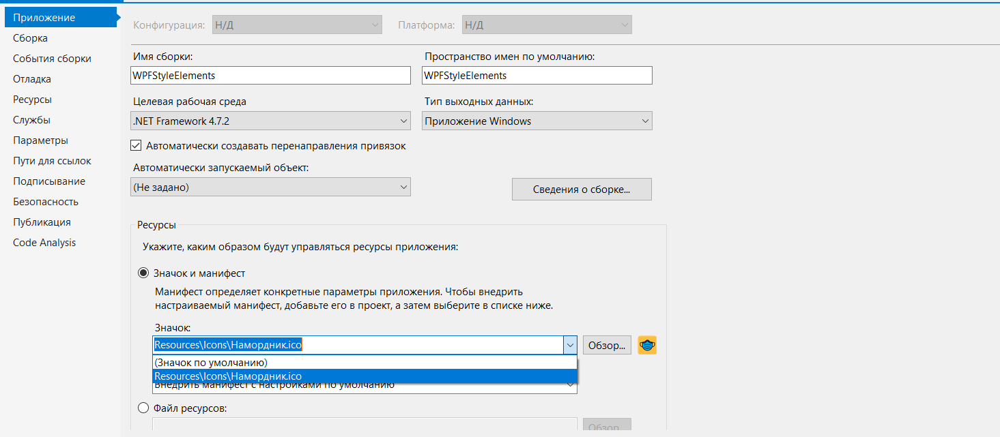 Приложение
Сборка
События сборки
Отладка
Ресурсы
Службы
Параметры
Пути для ссылок
Подписывание
Безопасность
Публикация
Code Analysis
Конфигурация: Н/Д Платформа: Н/Д
Имя сборки: Пространство имен по умолчанию:
WPFStyleElements WPFStyleElements
Целевая рабочая среда Тип выходных данных:
.NET Framework 4.7.2 Приложение Windows
Автоматически создавать перенаправления привязок
Автоматически запускаемый объект:
(Не задано) Сведения о сборке...
Ресурсы
Укажите, каким образом будут управляться ресурсы приложения:
Значок и манифест
Манифест определяет конкретные параметры приложения. Чтобы внедрить
настраиваемый манифест, добавьте его в проект, а затем выберите в списке ниже.
Значок:
Resources\Icons\Намордник.ico Обзор...
(Значок по умолчанию)
Resources\Icons\Намордник.ico
Внедрить манифест с настройками по умолчанию
Файл ресурсов:
Обзор...